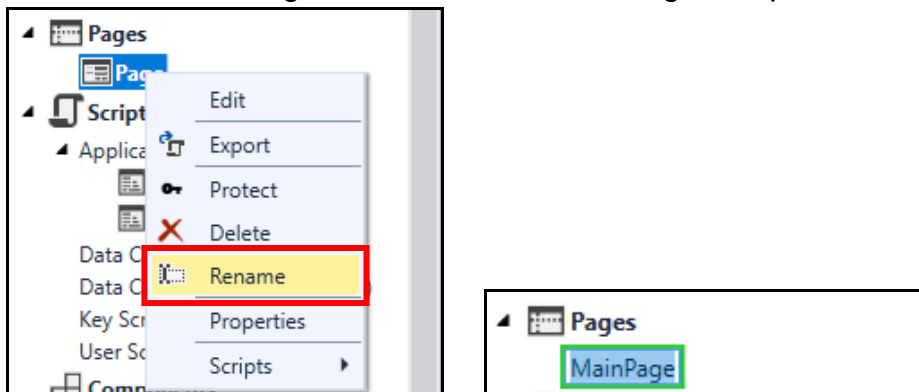 Pages
Page
Edit
Script
Export
Applica
Protect
Delete
Data C
Rename
Data C
Key Scr
Properties
User Sc
Scripts
Pages
MainPage